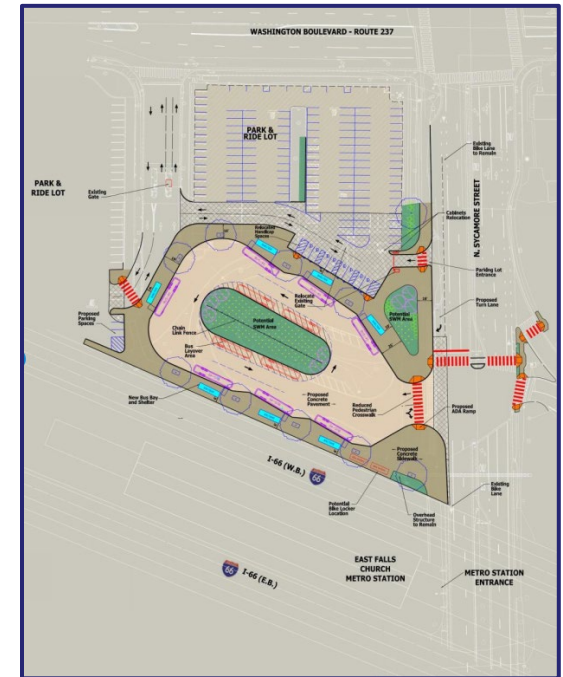 WASHINGTON BOULEVARD - ROUTE 237
PARK &
RIDE LOT
PARK &
RIDE LOT
Existing
Gate
Existing
Bike Lane
to Remain
N. SYCAMORE STREET
Cabinets
Relocation
Relocated
Handicap
Spaces
Parking Lot
Entrance
Relocate
Existing
Gate
Potential
SWM Area
Proposed
Turn Lane
Proposed
Parking
Spaces
Chain
Link Fence
Potential
SWM Area
Bus
Layover
Area
New Bus Bay
and Shelter
Proposed
Concrete
Pavement
Reduced
Pedestrian
Crosswalk
Proposed
ADA Ramp
Proposed
Concrete
Sidewalk
I-66 (W.B.)
66
Potential
Bike Locker
Location
Existing
Bike
Lane
Overhead
Structure
to Remain
66
I-66 (E.B.)
EAST FALLS
CHURCH
METRO STATION
METRO STATION
ENTRANCE